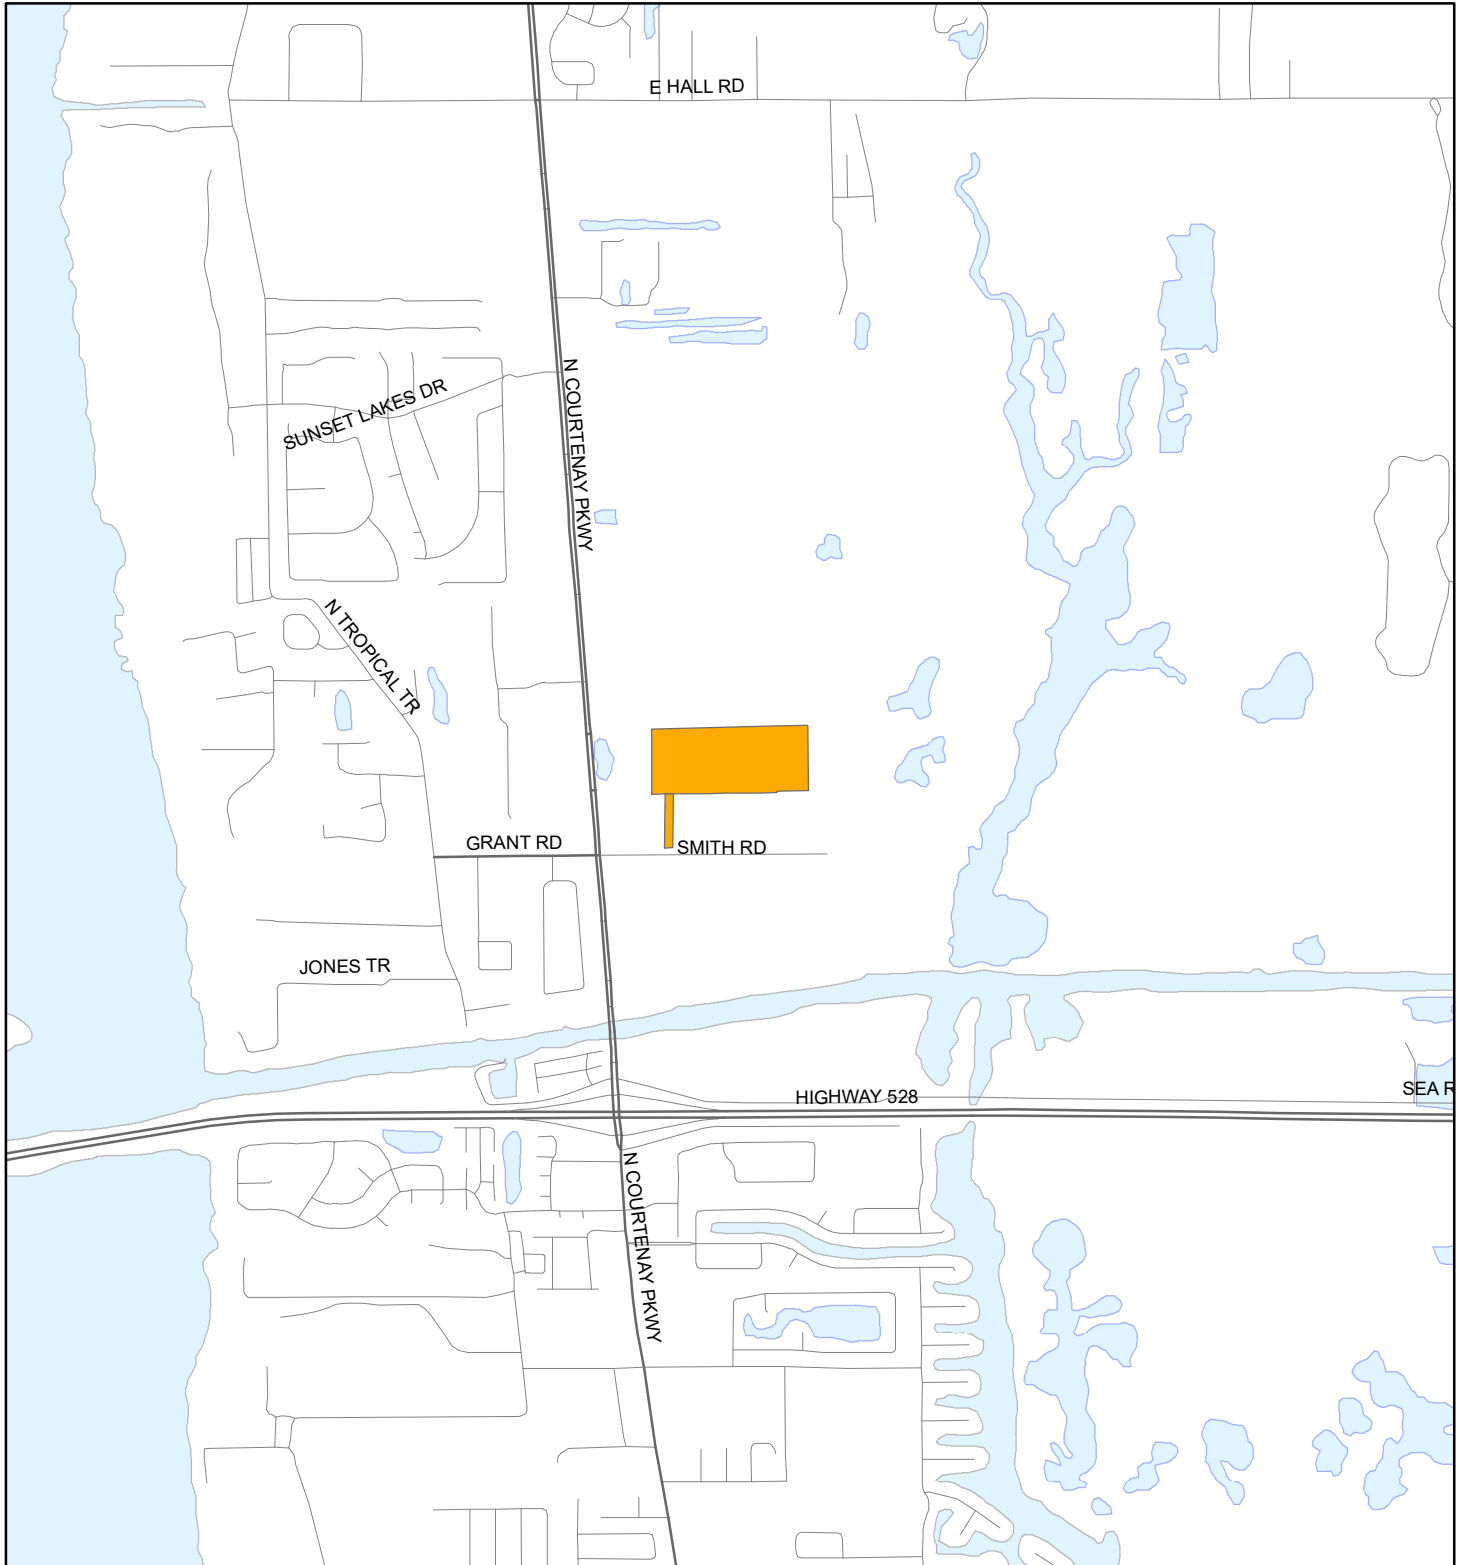 E HALL RD
N COURTENAY PKWY
SUNSET LAKES DR
N TROPICAL TR
GRANT RD
SMITH RD
JONES TR
HIGHWAY 528
SEA R
N COURTENAY PKWY